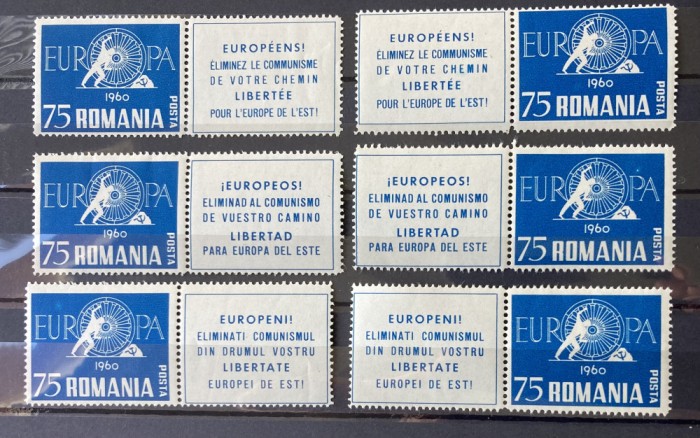 EUROPA
1960
75 ROMANIA
POSTA
EUROPÉENS!
ÉLIMINEZ LE COMMUNISME
DE VOTRE CHEMIN
LIBERTÉE
POUR L'EUROPE DE L'EST!
EUROPÉENS!
ÉLIMINEZ LE COMMUNISME
DE VOTRE CHEMIN
LIBERTÉE
POUR L'EUROPE DE L'EST!
EUROPA
1960
75 ROMANIA
POSTA
EUROPA
1960
75 ROMANIA
POSTA
¡EUROPEOS!
ELIMINAD AL COMUNISMO
DE VUESTRO CAMINO
LIBERTAD
PARA EUROPA DEL ESTE
¡EUROPEOS!
ELIMINAD AL COMUNISMO
DE VUESTRO CAMINO
LIBERTAD
PARA EUROPA DEL ESTE
EUROPA
1960
75 ROMANIA
POSTA
EUROPA
1960
75 ROMANIA
POSTA
EUROPENI!
ELIMINATI COMUNISMUL
DIN DRUMUL VOSTRU
LIBERTATE
EUROPEI DE EST!
EUROPENI!
ELIMINATI COMUNISMUL
DIN DRUMUL VOSTRU
LIBERTATE
EUROPEI DE EST!
EUROPA
1960
75 ROMANIA
POSTA